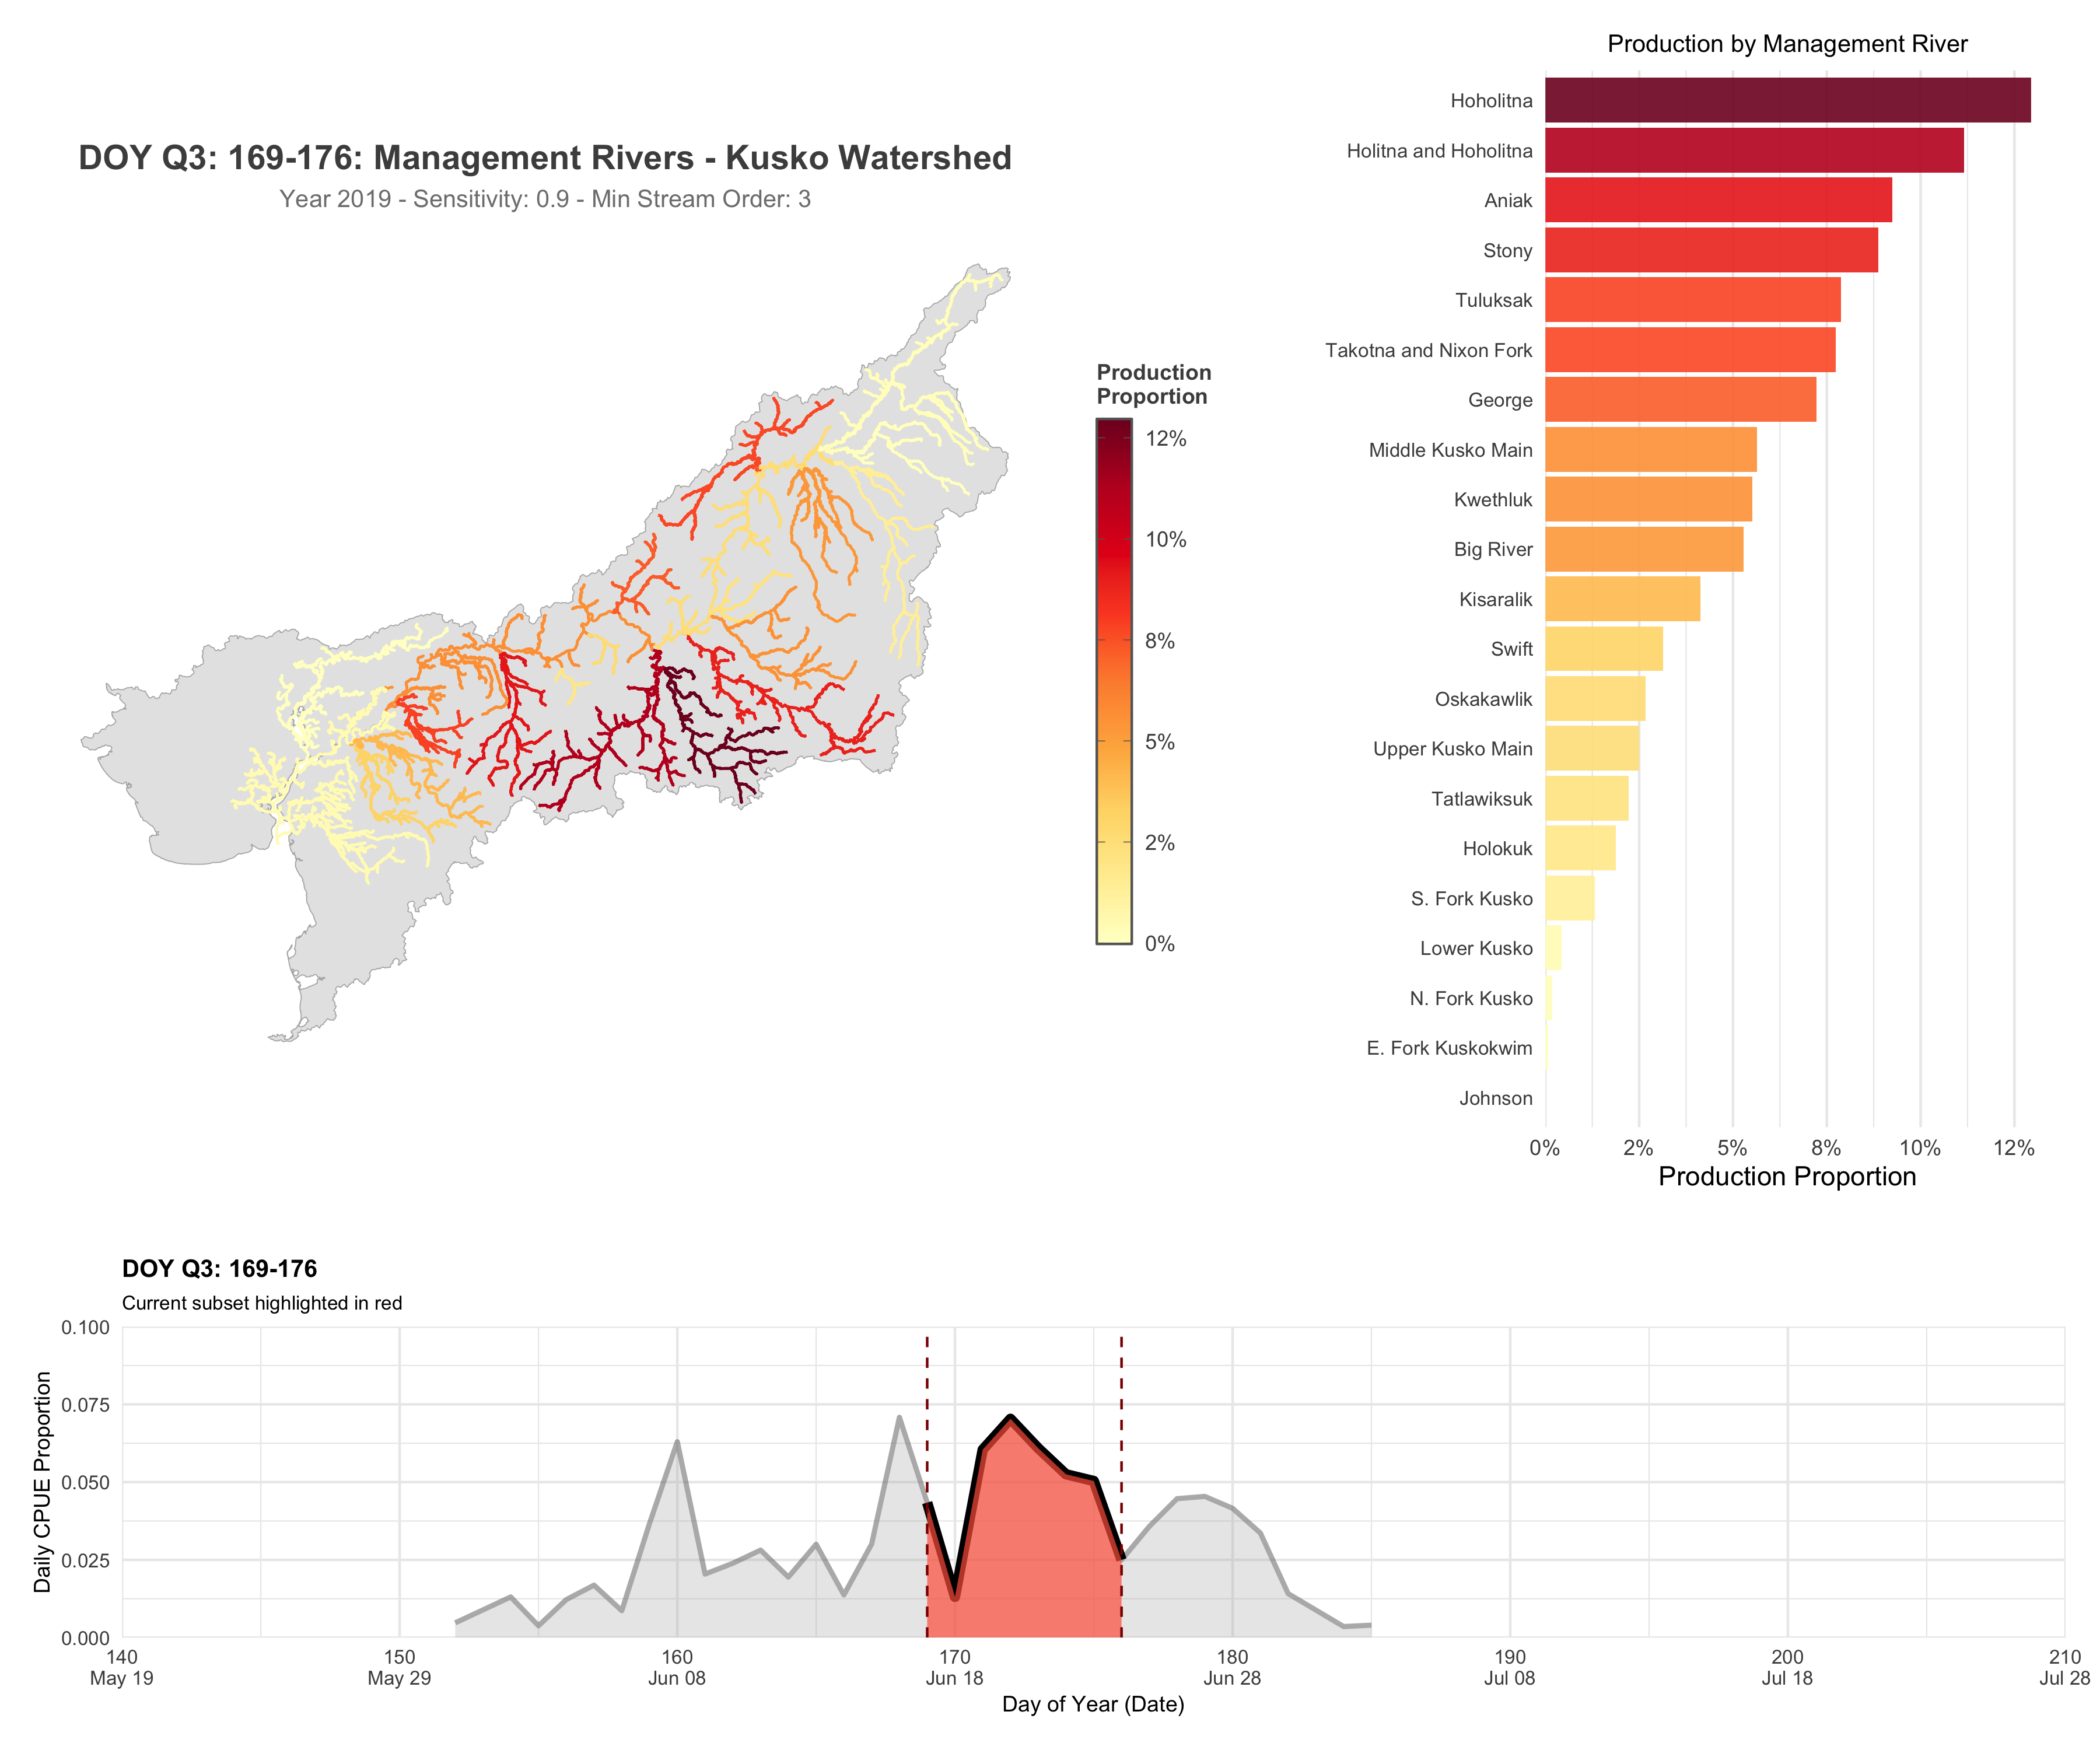 DOY Q3: 169-176: Management Rivers - Kusko Watershed
Year 2019 - Sensitivity: 0.9 - Min Stream Order: 3
Production
Proportion
12%
10%
8%
5%
2%
0%
Production by Management River
Hoholitna
Holitna and Hoholitna
Aniak
Stony
Tuluksak
Takotna and Nixon Fork
George
Middle Kusko Main
Kwethluk
Big River
Kisaralik
Swift
Oskakawlik
Upper Kusko Main
Tatlawiksuk
Holokuk
S. Fork Kusko
Lower Kusko
N. Fork Kusko
E. Fork Kuskokwim
Johnson
0% 2% 5% 8% 10% 12%
Production Proportion
DOY Q3: 169-176
Current subset highlighted in red
Daily CPUE Proportion
0.100
0.075
0.050
0.025
0.000
140 150 160 170 180 190 200 210
May 19 May 29 Jun 08 Jun 18 Jun 28 Jul 08 Jul 18 Jul 28
Day of Year (Date)